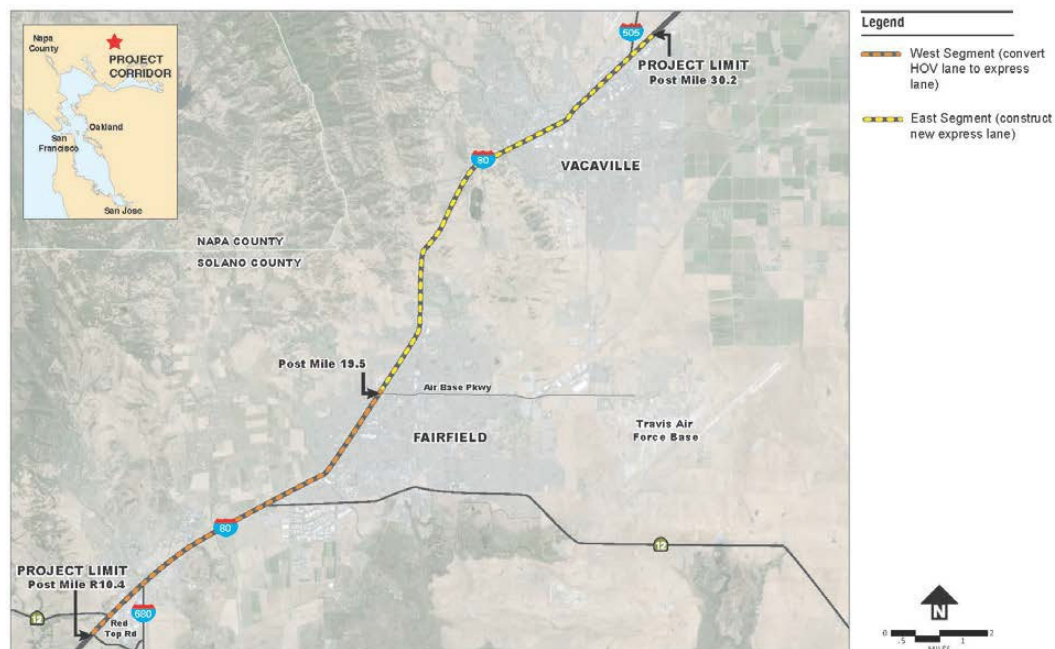 Napa
County
PROJECT
CORRIDOR
Oakland
San
Francisco
San Jose
505
PROJECT LIMIT
Post Mile 30.2
80
VACAVILLE
NAPA COUNTY
SOLANO COUNTY
Post Mile 19.5
Air Base Pkwy
FAIRFIELD
Travis Air
Force Base
80
12
PROJECT LIMIT
Post Mile R10.4
12
Red
Top Rd
680
Legend
West Segment (convert
HOV lane to express
lane)
East Segment (construct
new express lane)
N
0 .5 1 2
MILES